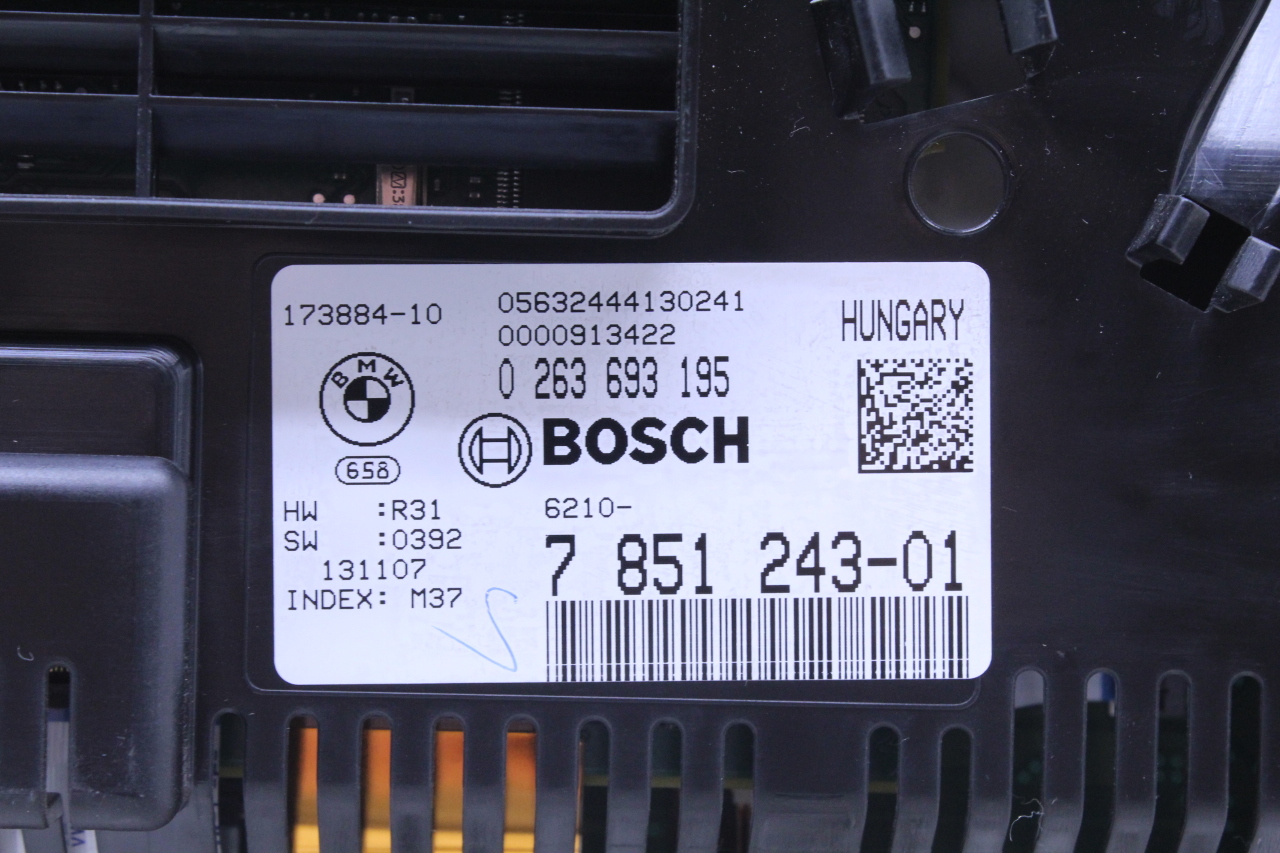 173884-10
05632444130241
0000913422
HUNGARY
0 263 693 195
BMW
658
BOSCH
HW :R31
SW :0392
131107
INDEX: M37
6210-
7 851 243-01